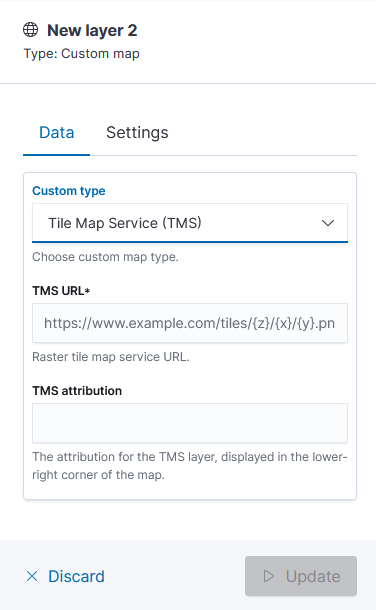 New layer 2
Type: Custom map
Data Settings
Custom type
Tile Map Service (TMS)
Choose custom map type.
TMS URL*
https://www.example.com/tiles/{z}/{x}/{y}.pn
Raster tile map service URL.
TMS attribution
The attribution for the TMS layer, displayed in the lower-
right corner of the map.
Discard Update